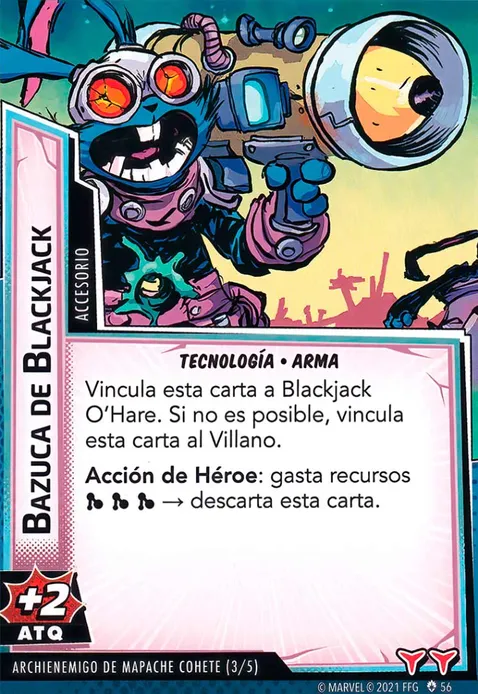 BAZUCA DE BLACKJACK
ACCESORIO
TECNOLOGÍA • ARMA
Vincula esta carta a Blackjack
O'Hare. Si no es posible, vincula
esta carta al Villano.
Acción de Héroe: gasta recursos
→ descarta esta carta.
+2
ATQ
ARCHIENEMIGO DE MAPACHE COHETE (3/5)
© MARVEL © 2021 FFG 56